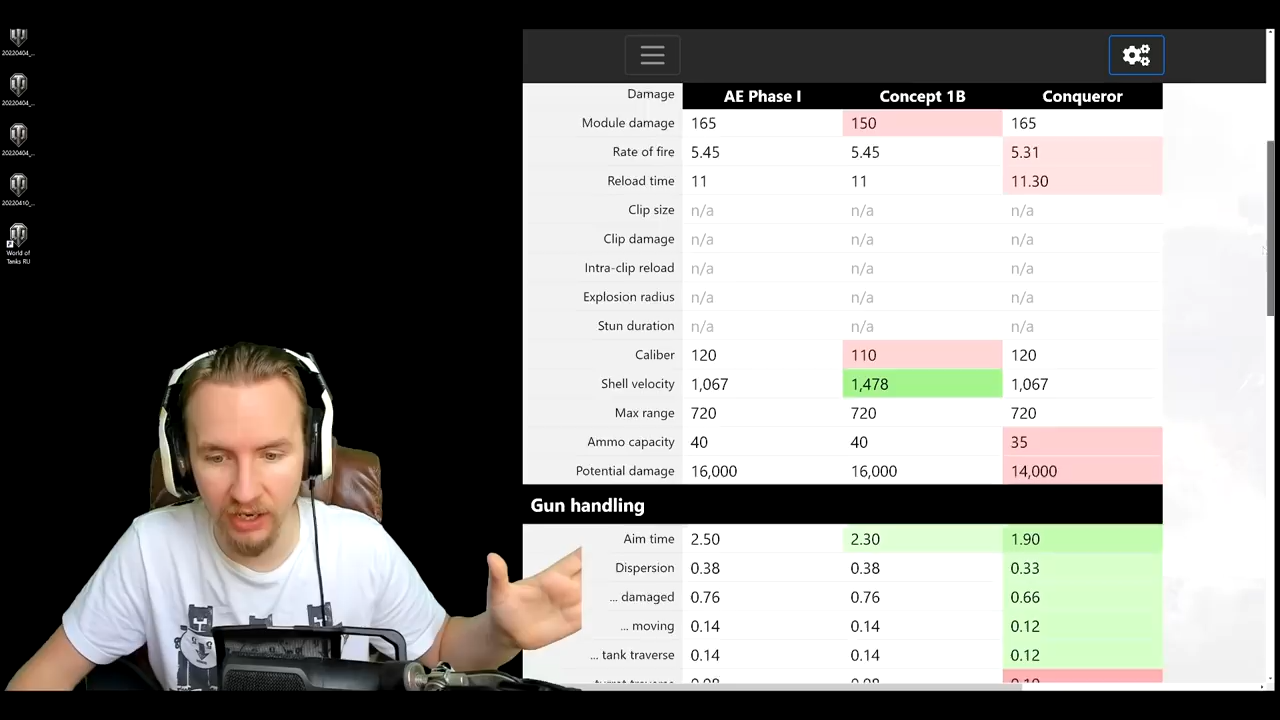 20220404_...
20220404_...
20220404_...
20220410_...
World of
Tanks RU
Damage AE Phase I Concept 1B Conqueror
Module damage 165 150 165
Rate of fire 5.45 5.45 5.31
Reload time 11 11 11.30
Clip size n/a n/a n/a
Clip damage n/a n/a n/a
Intra-clip reload n/a n/a n/a
Explosion radius n/a n/a n/a
Stun duration n/a n/a n/a
Caliber 120 110 120
Shell velocity 1,067 1,478 1,067
Max range 720 720 720
Ammo capacity 40 40 35
Potential damage 16,000 16,000 14,000
Gun handling
Aim time 2.50 2.30 1.90
Dispersion 0.38 0.38 0.33
... damaged 0.76 0.76 0.66
... moving 0.14 0.14 0.12
... tank traverse 0.14 0.14 0.12